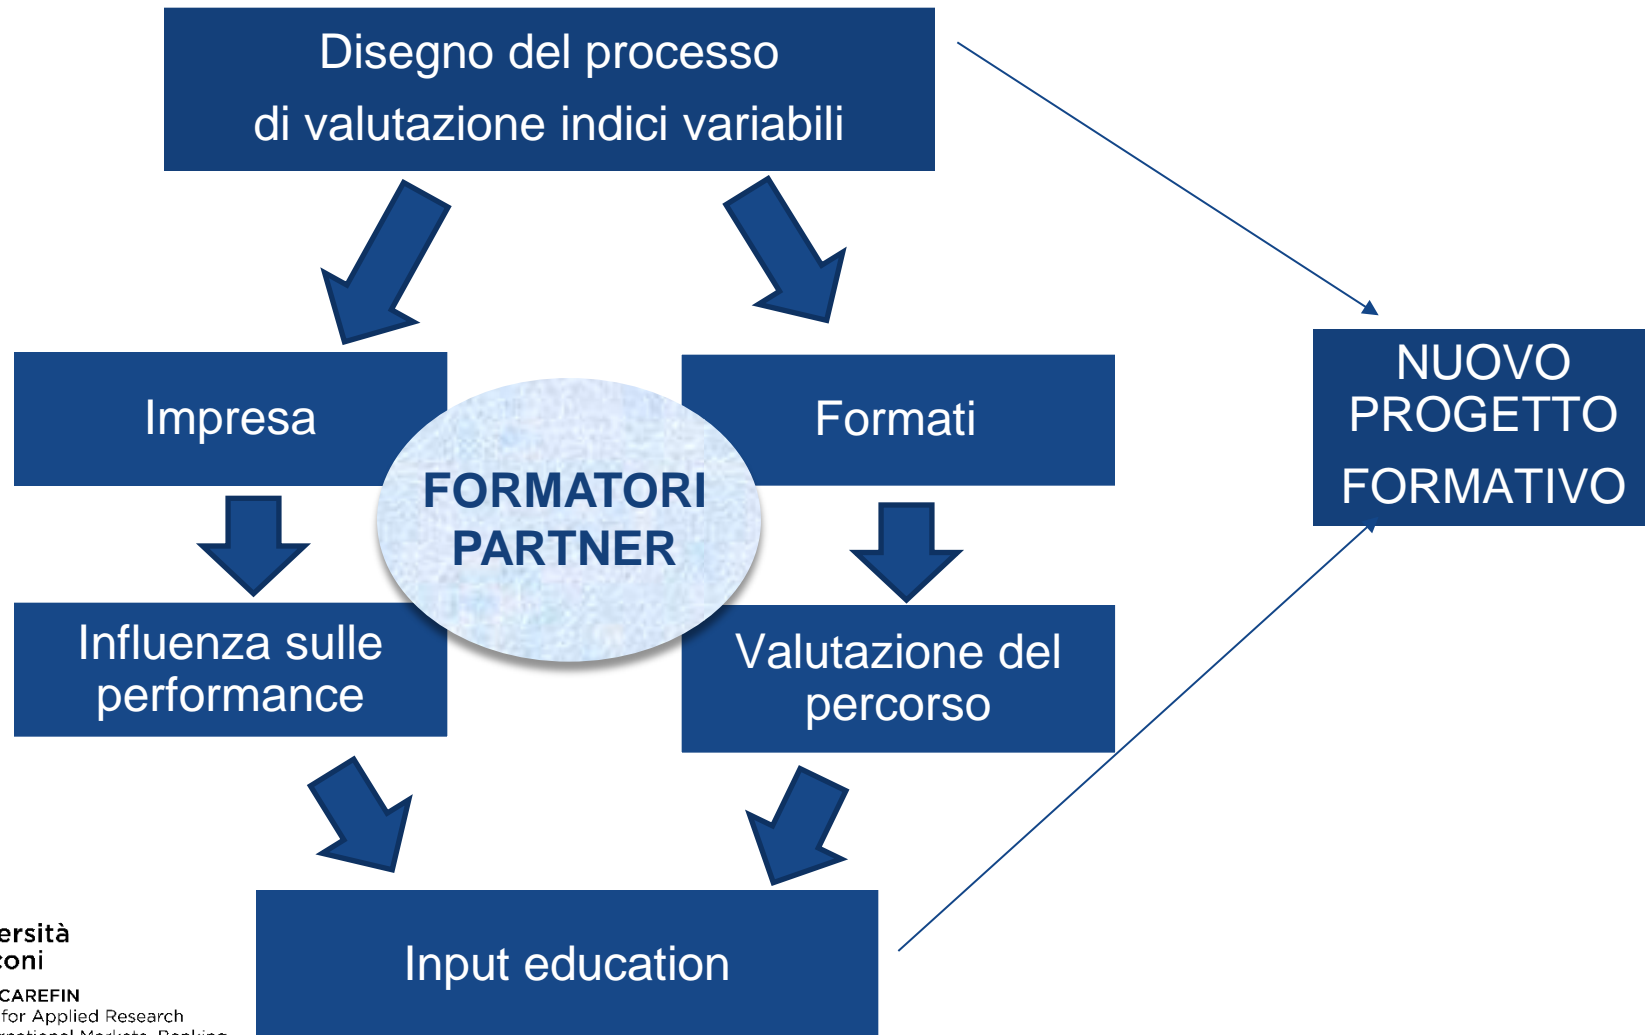 Disegno del processo
di valutazione indici variabili
Impresa
Formati
NUOVO
PROGETTO
FORMATIVO
FORMATORI
PARTNER
Influenza sulle
performance
Valutazione del
percorso
Input education
ersità
coni
CAREFIN
for Applied Research